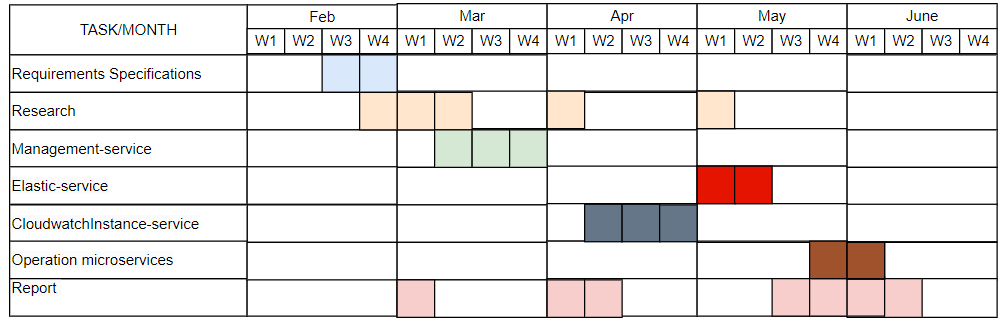 TASK/MONTH Feb Mar Apr May June
W1 W2 W3 W4 W1 W2 W3 W4 W1 W2 W3 W4 W1 W2 W3 W4 W1 W2 W3 W4
Requirements Specifications
Research
Management-service
Elastic-service
CloudwatchInstance-service
Operation microservices
Report